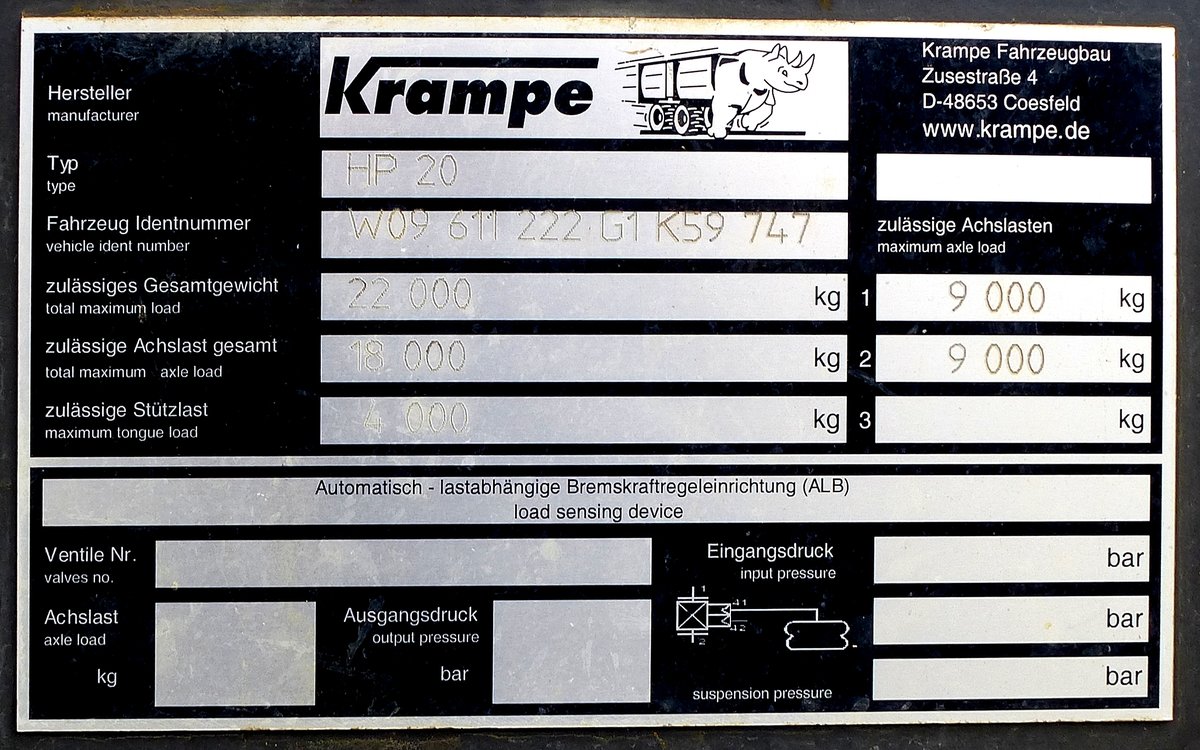 Krampe
Krampe Fahrzeugbau
Zusestraße 4
D-48653 Coesfeld
www.krampe.de
Hersteller
manufacturer
Typ
type
HP 20
Fahrzeug Identnummer
vehicle ident number
W09 611 222 G1 K59 747
zulässige Achslasten
maximum axle load
zulässiges Gesamtgewicht
total maximum load
22 000 kg
1 9 000 kg
zulässige Achslast gesamt
total maximum axle load
18 000 kg
2 9 000 kg
zulässige Stützlast
maximum tongue load
4 000 kg
3 kg
Automatisch - lastabhängige Bremskraftregeleinrichtung (ALB)
load sensing device
Ventile Nr.
valves no.
Eingangsdruck
input pressure
bar
Achslast
axle load
kg
Ausgangsdruck
output pressure
bar
1
11
12
2
bar
suspension pressure
bar